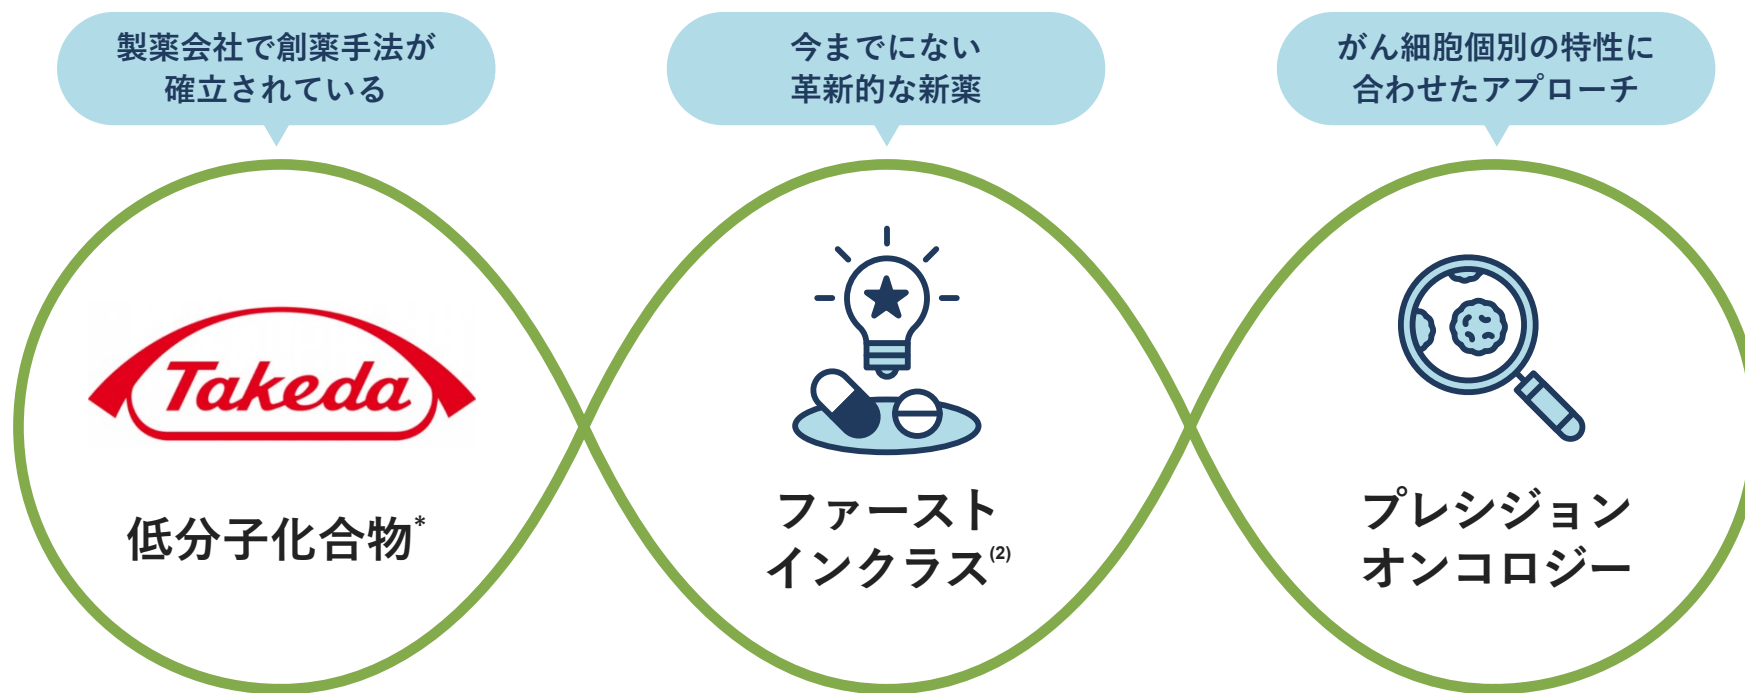 製薬会社で創薬手法が
確立されている
今までにない
革新的な新薬
がん細胞個別の特性に
合わせたアプローチ
Takeda
低分子化合物*
ファースト
インクラス(2)
プレシジョン
オンコロジー